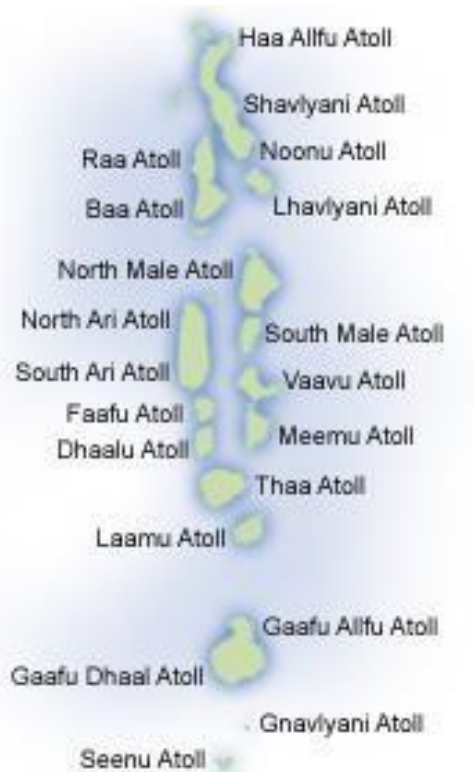 Haa Allfu Atoll
Shavlyani Atoll
Raa Atoll
Noonu Atoll
Baa Atoll
Lhavlyani Atoll
North Male Atoll
North Ari Atoll
South Male Atoll
South Ari Atoll
Vaavu Atoll
Faafu Atoll
Meemu Atoll
Dhaalu Atoll
Thaa Atoll
Laamu Atoll
Gaafu Allfu Atoll
Gaafu Dhaal Atoll
Gnavlyani Atoll
Seenu Atoll